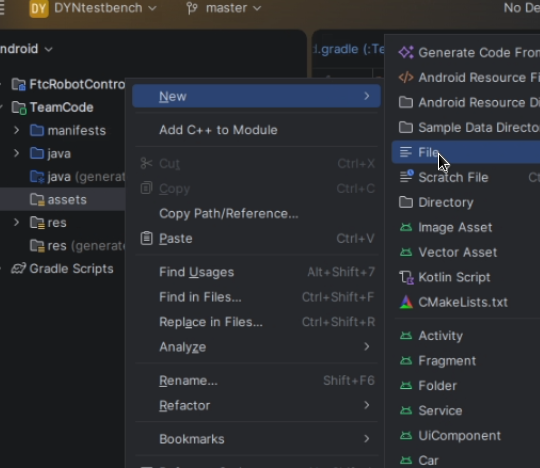 DY DYNtestbench master No De
ndroid
.gradle (:Te
FtcRobotContro
TeamCode
manifests
java
java (generat
assets
res
res (generate
Gradle Scripts
New
Add C++ to Module
Cut Ctrl+X
Copy Ctrl+C
Copy Path/Reference...
Paste Ctrl+V
Find Usages Alt+Shift+7
Find in Files... Ctrl+Shift+F
Replace in Files... Ctrl+Shift+R
Analyze
Rename... Shift+F6
Refactor
Bookmarks
Generate Code From
Android Resource Fi
Android Resource Di
Sample Data Directo
File
Scratch File Ct
Directory
Image Asset
Vector Asset
Kotlin Script
CMakeLists.txt
Activity
Fragment
Folder
Service
UiComponent
Car